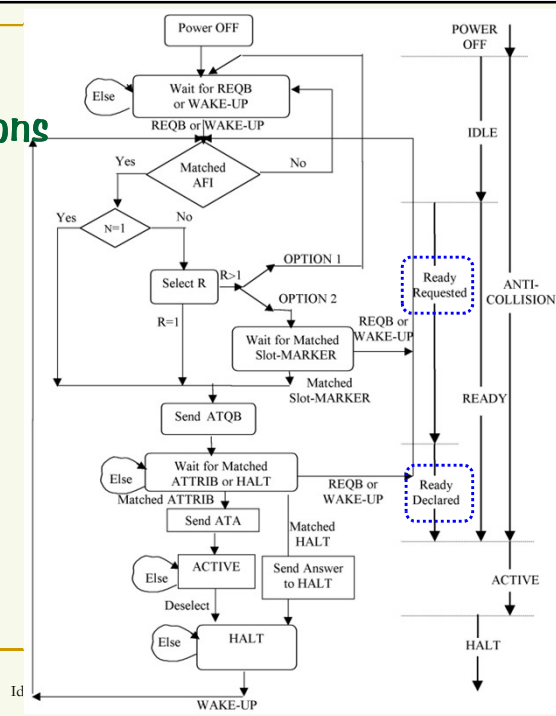 Power OFF
POWER
OFF
Wait for REQB
or WAKE-UP
Else
ons
REQB or WAKE-UP
IDLE
Yes
Matched
AFI
No
Yes
N=1
No
OPTION 1
Select R
R>1
Ready
Requested
ANTI-
COLLISION
OPTION 2
R=1
REQB or
WAKE-UP
Wait for Matched
Slot-MARKER
Matched
Slot-MARKER
READY
Send ATQB
Wait for Matched
ATTRIB or HALT
Else
REQB or
WAKE-UP
Ready
Declared
Matched ATTRIB
Send ATA
Matched
HALT
ACTIVE
Else
Send Answer
to HALT
ACTIVE
Deselect
HALT
Else
HALT
Id
WAKE-UP